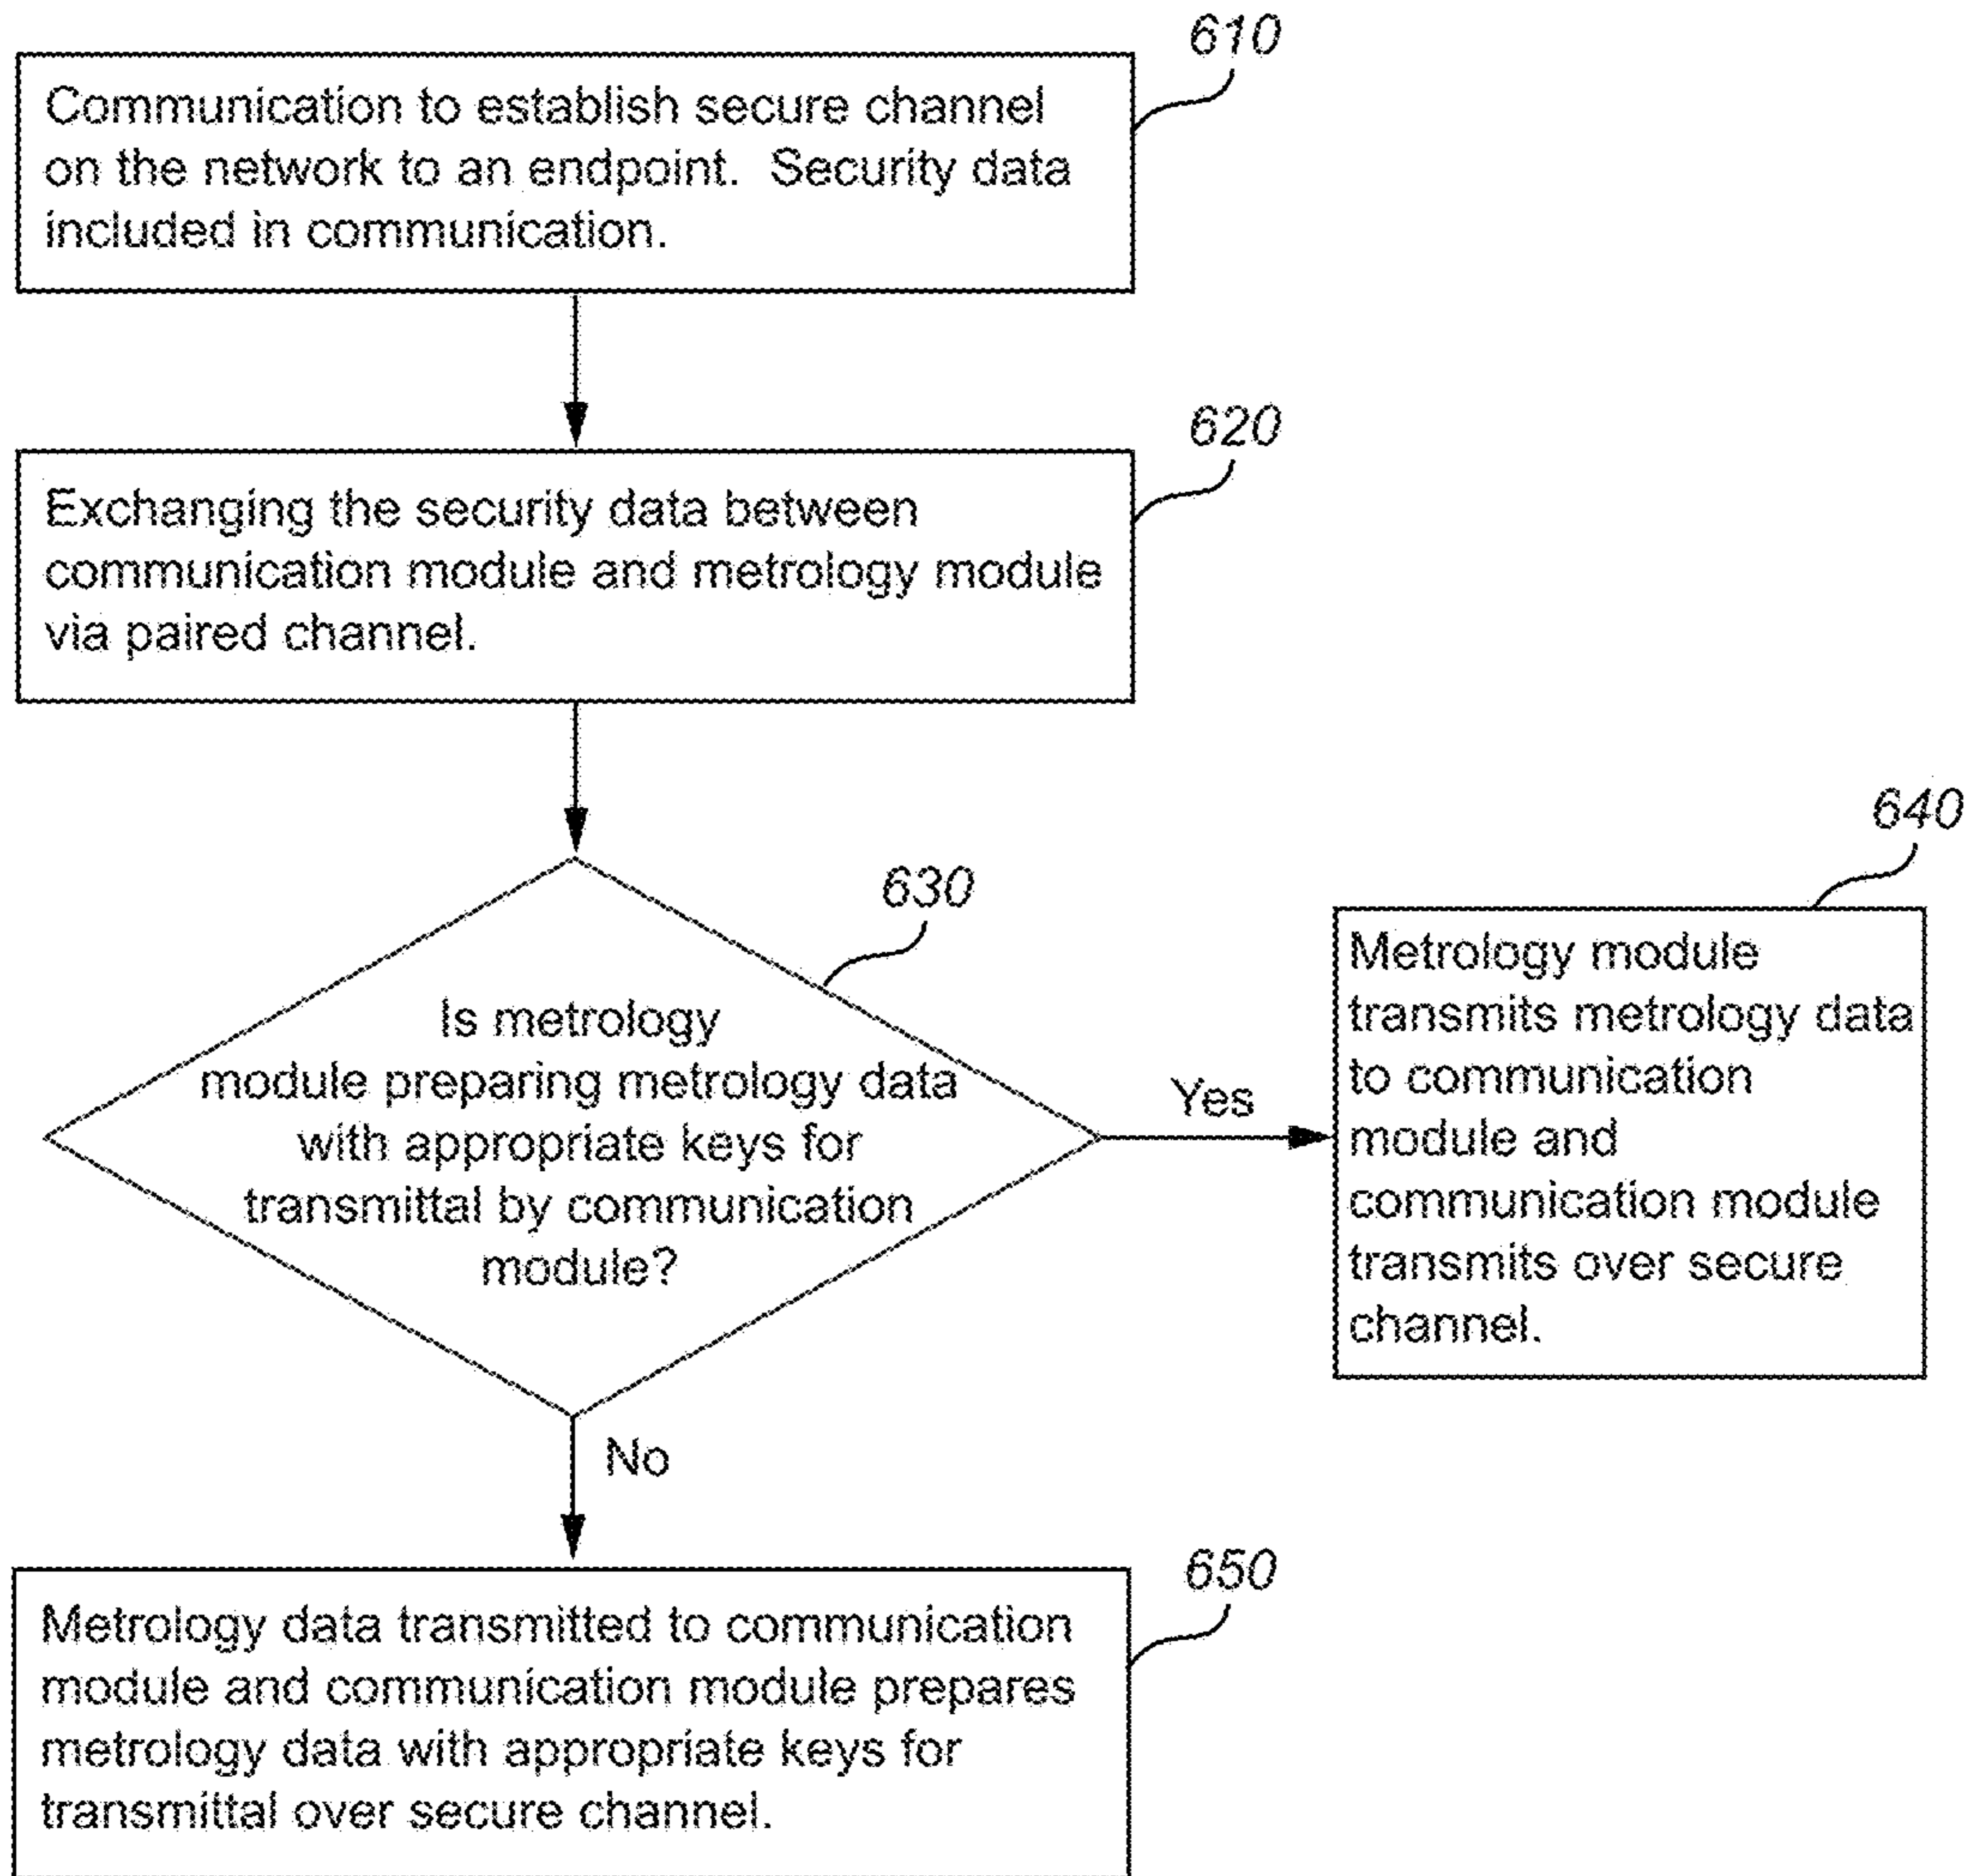 610
Communication to establish secure channel
on the network to an endpoint. Security data
included in communication.
620
Exchanging the security data between
communication module and metrology module
via paired channel.
630
Is metrology
module preparing metrology data
with appropriate keys for
transmittal by communication
module?
Yes
640
Metrology module
transmits metrology data
to communication
module and
communication module
transmits over secure
channel.
No
650
Metrology data transmitted to communication
module and communication module prepares
metrology data with appropriate keys for
transmittal over secure channel.